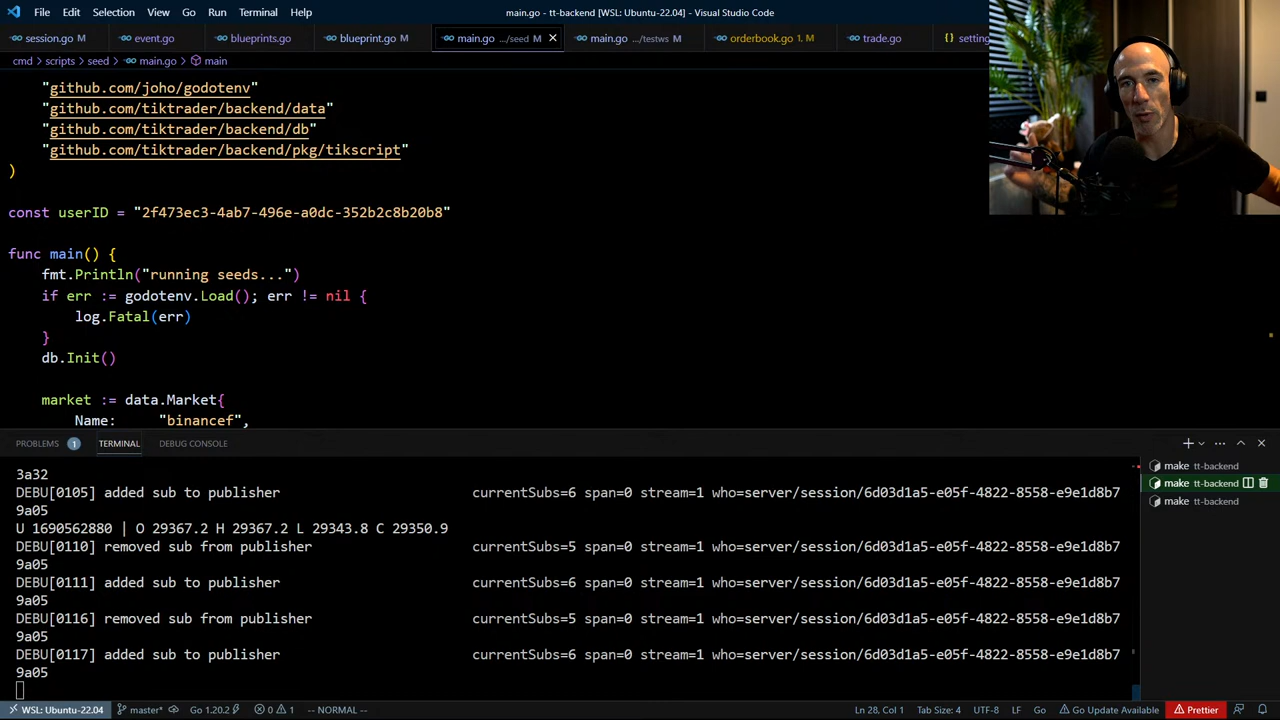 File Edit Selection View Go Run Terminal Help
main.go - tt-backend [WSL: Ubuntu-22.04] - Visual Studio Code
session.go M event.go blueprints.go blueprint.go M main.go .../seed M main.go .../testws M orderbook.go 1, M trade.go {} setting
cmd > scripts > seed > main.go > main
"github.com/joho/godotenv"
"github.com/tiktrader/backend/data"
"github.com/tiktrader/backend/db"
"github.com/tiktrader/backend/pkg/tikscript"
)
const userID = "2f473ec3-4ab7-496e-a0dc-352b2c8b20b8"
func main() {
fmt.Println("running seeds...")
if err := godotenv.Load(); err != nil {
log.Fatal(err)
}
db.Init()
market := data.Market{
Name: "binancef",
PROBLEMS 1 TERMINAL DEBUG CONSOLE
make tt-backend
make tt-backend
make tt-backend
3a32
DEBU[0105] added sub to publisher currentSubs=6 span=0 stream=1 who=server/session/6d03d1a5-e05f-4822-8558-e9e1d8b7
9a05
U 1690562880 | O 29367.2 H 29367.2 L 29343.8 C 29350.9
DEBU[0110] removed sub from publisher currentSubs=5 span=0 stream=1 who=server/session/6d03d1a5-e05f-4822-8558-e9e1d8b7
9a05
DEBU[0111] added sub to publisher currentSubs=6 span=0 stream=1 who=server/session/6d03d1a5-e05f-4822-8558-e9e1d8b7
9a05
DEBU[0116] removed sub from publisher currentSubs=5 span=0 stream=1 who=server/session/6d03d1a5-e05f-4822-8558-e9e1d8b7
9a05
DEBU[0117] added sub to publisher currentSubs=6 span=0 stream=1 who=server/session/6d03d1a5-e05f-4822-8558-e9e1d8b7
9a05
WSL: Ubuntu-22.04 master* Go 1.20.2 0 1 -- NORMAL -- Ln 28, Col 1 Tab Size: 4 UTF-8 LF Go Go Update Available Prettier